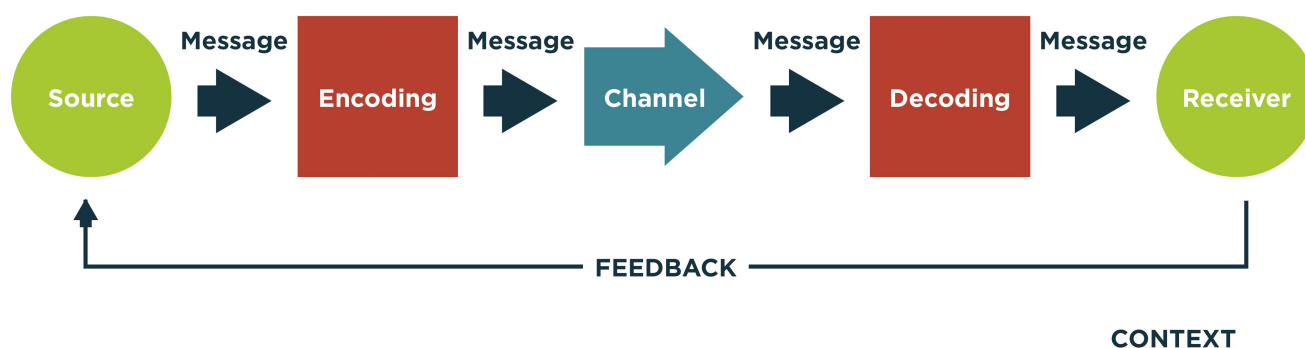 Message Message Message Message
Source Encoding Channel Decoding Receiver
FEEDBACK
CONTEXT